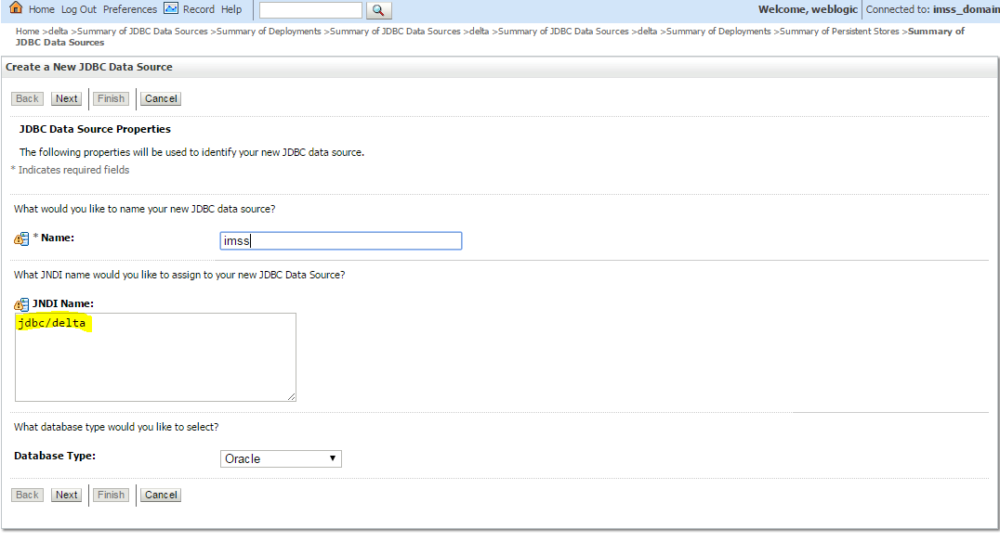 Home Log Out Preferences Record Help Welcome, weblogic Connected to: imss_domain
Home >delta >Summary of JDBC Data Sources >Summary of Deployments >Summary of JDBC Data Sources >delta >Summary of JDBC Data Sources >delta >Summary of Deployments >Summary of Persistent Stores >Summary of
JDBC Data Sources
Create a New JDBC Data Source
Back Next Finish Cancel
JDBC Data Source Properties
The following properties will be used to identify your new JDBC data source.
* Indicates required fields
What would you like to name your new JDBC data source?
* Name: imss
What JNDI name would you like to assign to your new JDBC Data Source?
JNDI Name:
jdbc/delta
What database type would you like to select?
Database Type: Oracle
Back Next Finish Cancel